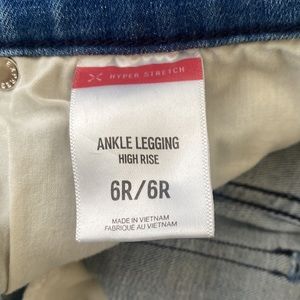 HYPER STRETCH
ANKLE LEGGING
HIGH RISE
6R/6R
MADE IN VIETNAM
FABRIQUÉ AU VIETNAM